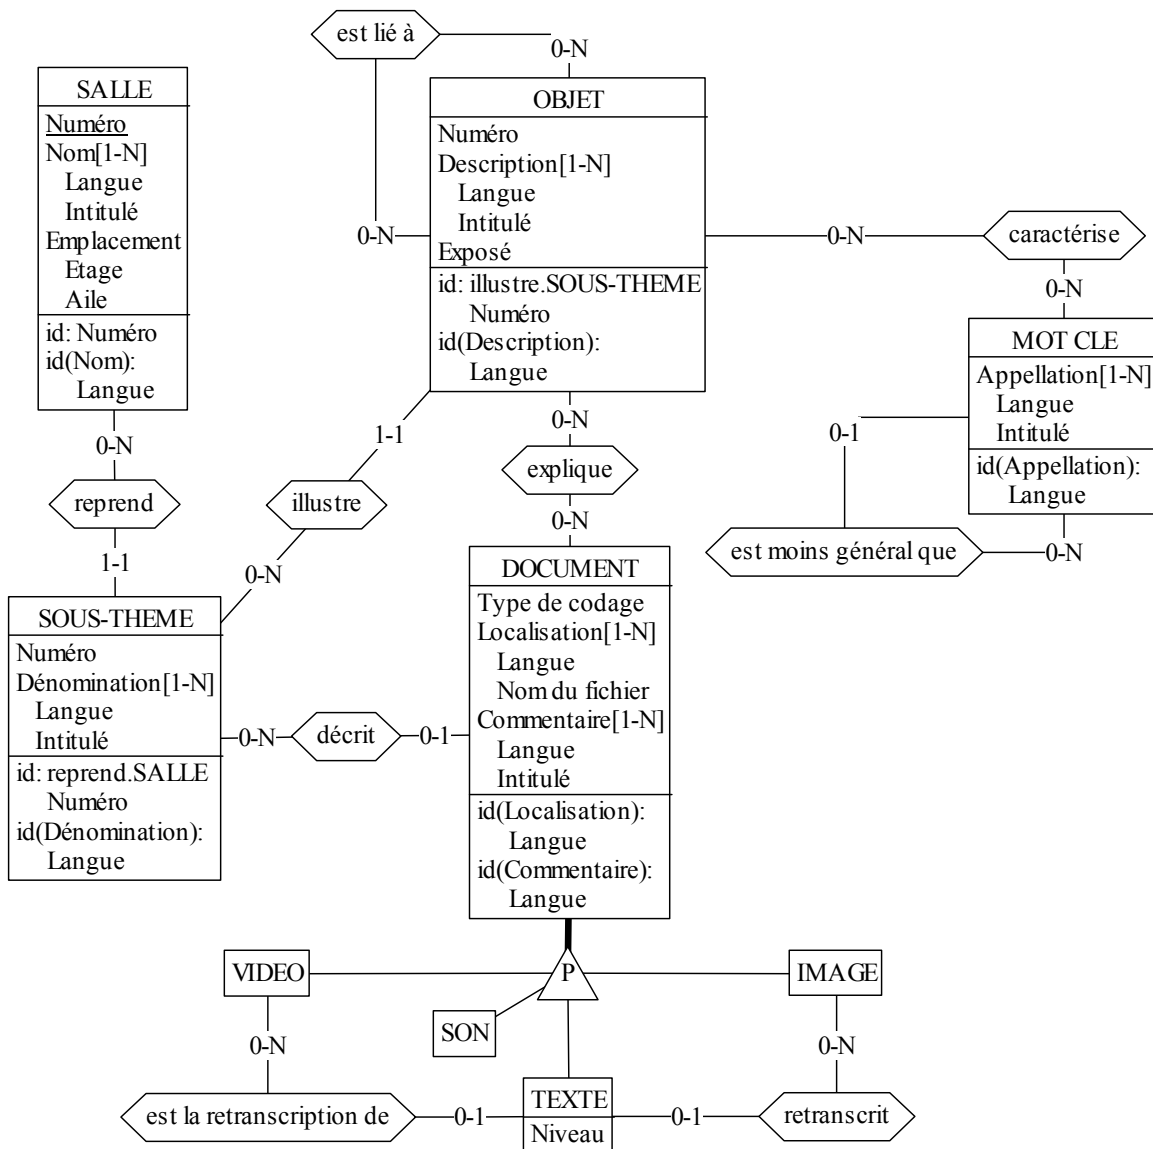 est lié à
0-N
0-N
SALLE
Numéro
Nom[1-N]
Langue
Intitulé
Emplacement
Etage
Aile
id: Numéro
id(Nom):
Langue
OBJET
Numéro
Description[1-N]
Langue
Intitulé
Exposé
id: illustre.SOUS-THEME
Numéro
id(Description):
Langue
0-N
caractérise
0-N
MOT CLE
Appellation[1-N]
Langue
Intitulé
id(Appellation):
Langue
0-1
est moins général que
0-N
0-N
reprend
1-1
1-1
illustre
0-N
0-N
explique
0-N
SOUS-THEME
Numéro
Dénomination[1-N]
Langue
Intitulé
id: reprend.SALLE
Numéro
id(Dénomination):
Langue
0-N
décrit
0-1
DOCUMENT
Type de codage
Localisation[1-N]
Langue
Nom du fichier
Commentaire[1-N]
Langue
Intitulé
id(Localisation):
Langue
id(Commentaire):
Langue
VIDEO
P
IMAGE
SON
0-N
0-N
est la retranscription de
0-1
TEXTE
Niveau
0-1
retranscrit